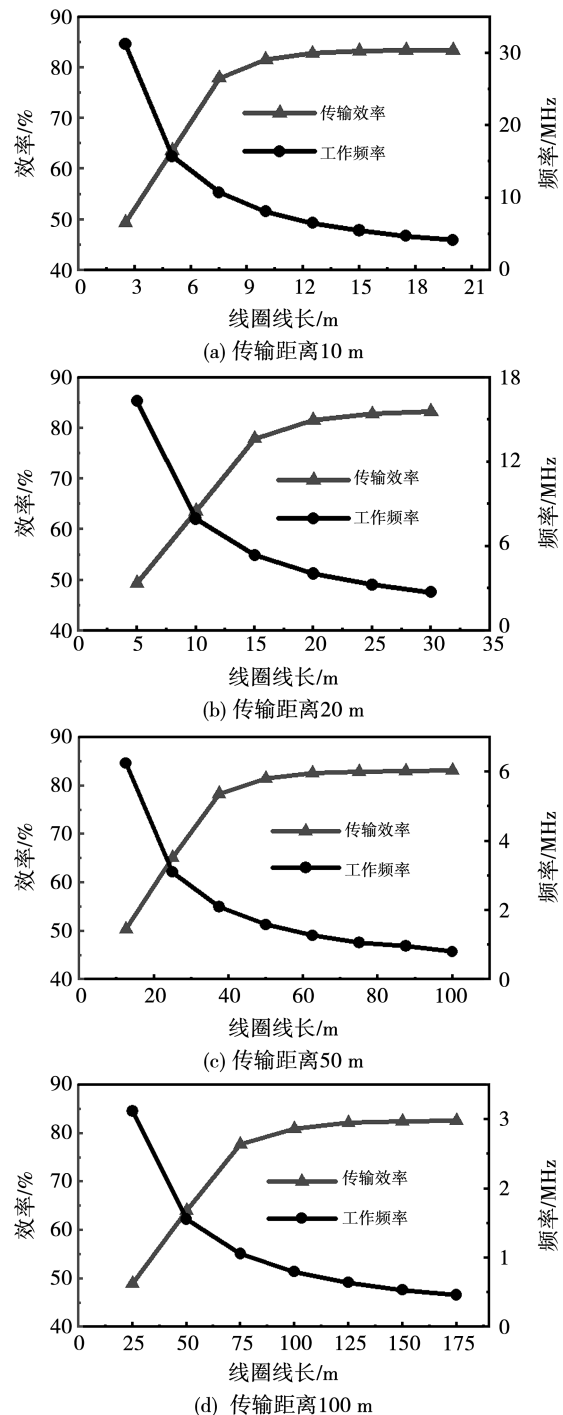 90
80
70
60
50
40
效率/%
30
20
10
0
频率/MHz
传输效率
工作频率
0 3 6 9 12 15 18 21
线圈线长/m
(a) 传输距离10 m
90
80
70
60
50
40
效率/%
18
12
6
0
频率/MHz
传输效率
工作频率
0 5 10 15 20 25 30 35
线圈线长/m
(b) 传输距离20 m
90
80
70
60
50
40
效率/%
6
4
2
0
频率/MHz
传输效率
工作频率
0 20 40 60 80 100
线圈线长/m
(c) 传输距离50 m
90
80
70
60
50
40
效率/%
3
2
1
0
频率/MHz
传输效率
工作频率
0 25 50 75 100 125 150 175
线圈线长/m
(d) 传输距离100 m